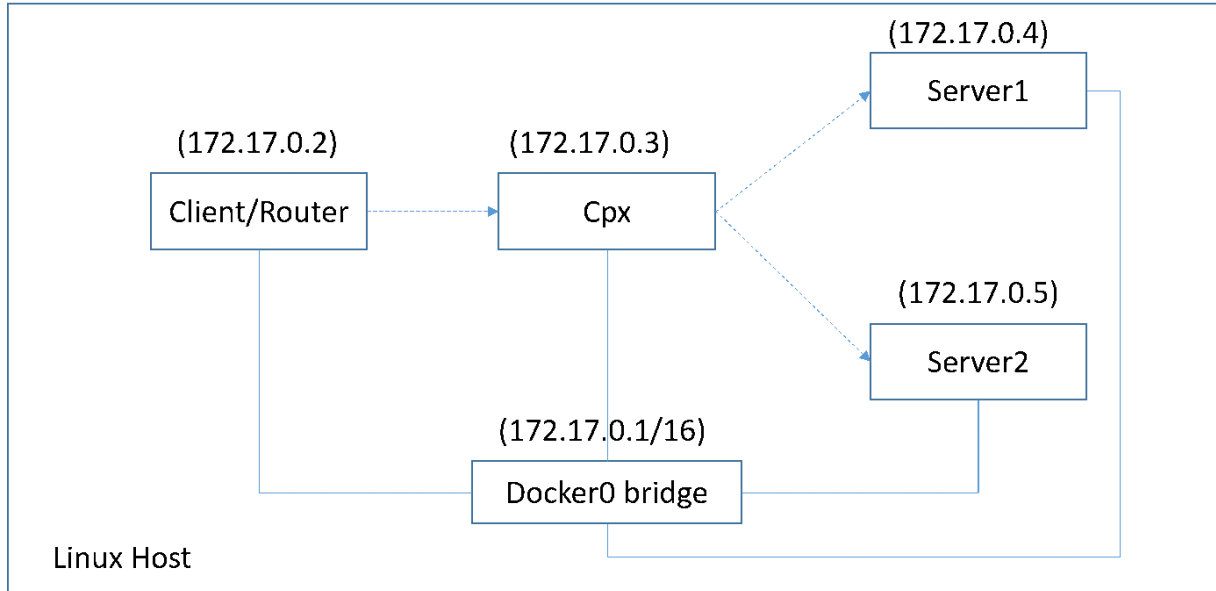 (172.17.0.4)
Server1
(172.17.0.2)
Client/Router
(172.17.0.3)
Cpx
(172.17.0.5)
Server2
(172.17.0.1/16)
Docker0 bridge
Linux Host